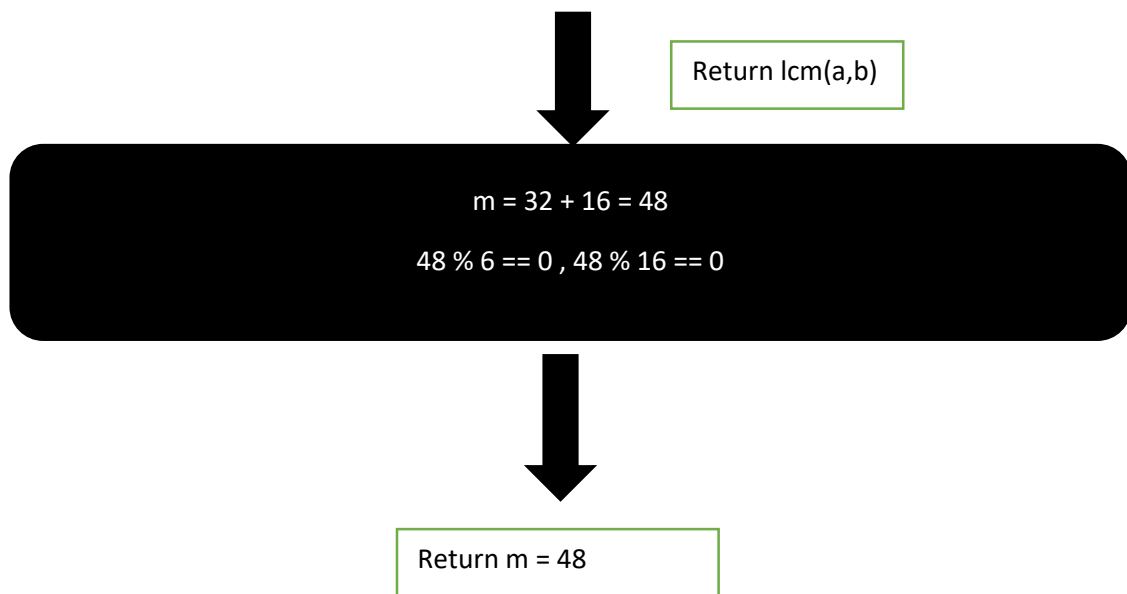 Return lcm(a,b)
m = 32 + 16 = 48
48 % 6 == 0 , 48 % 16 == 0
Return m = 48